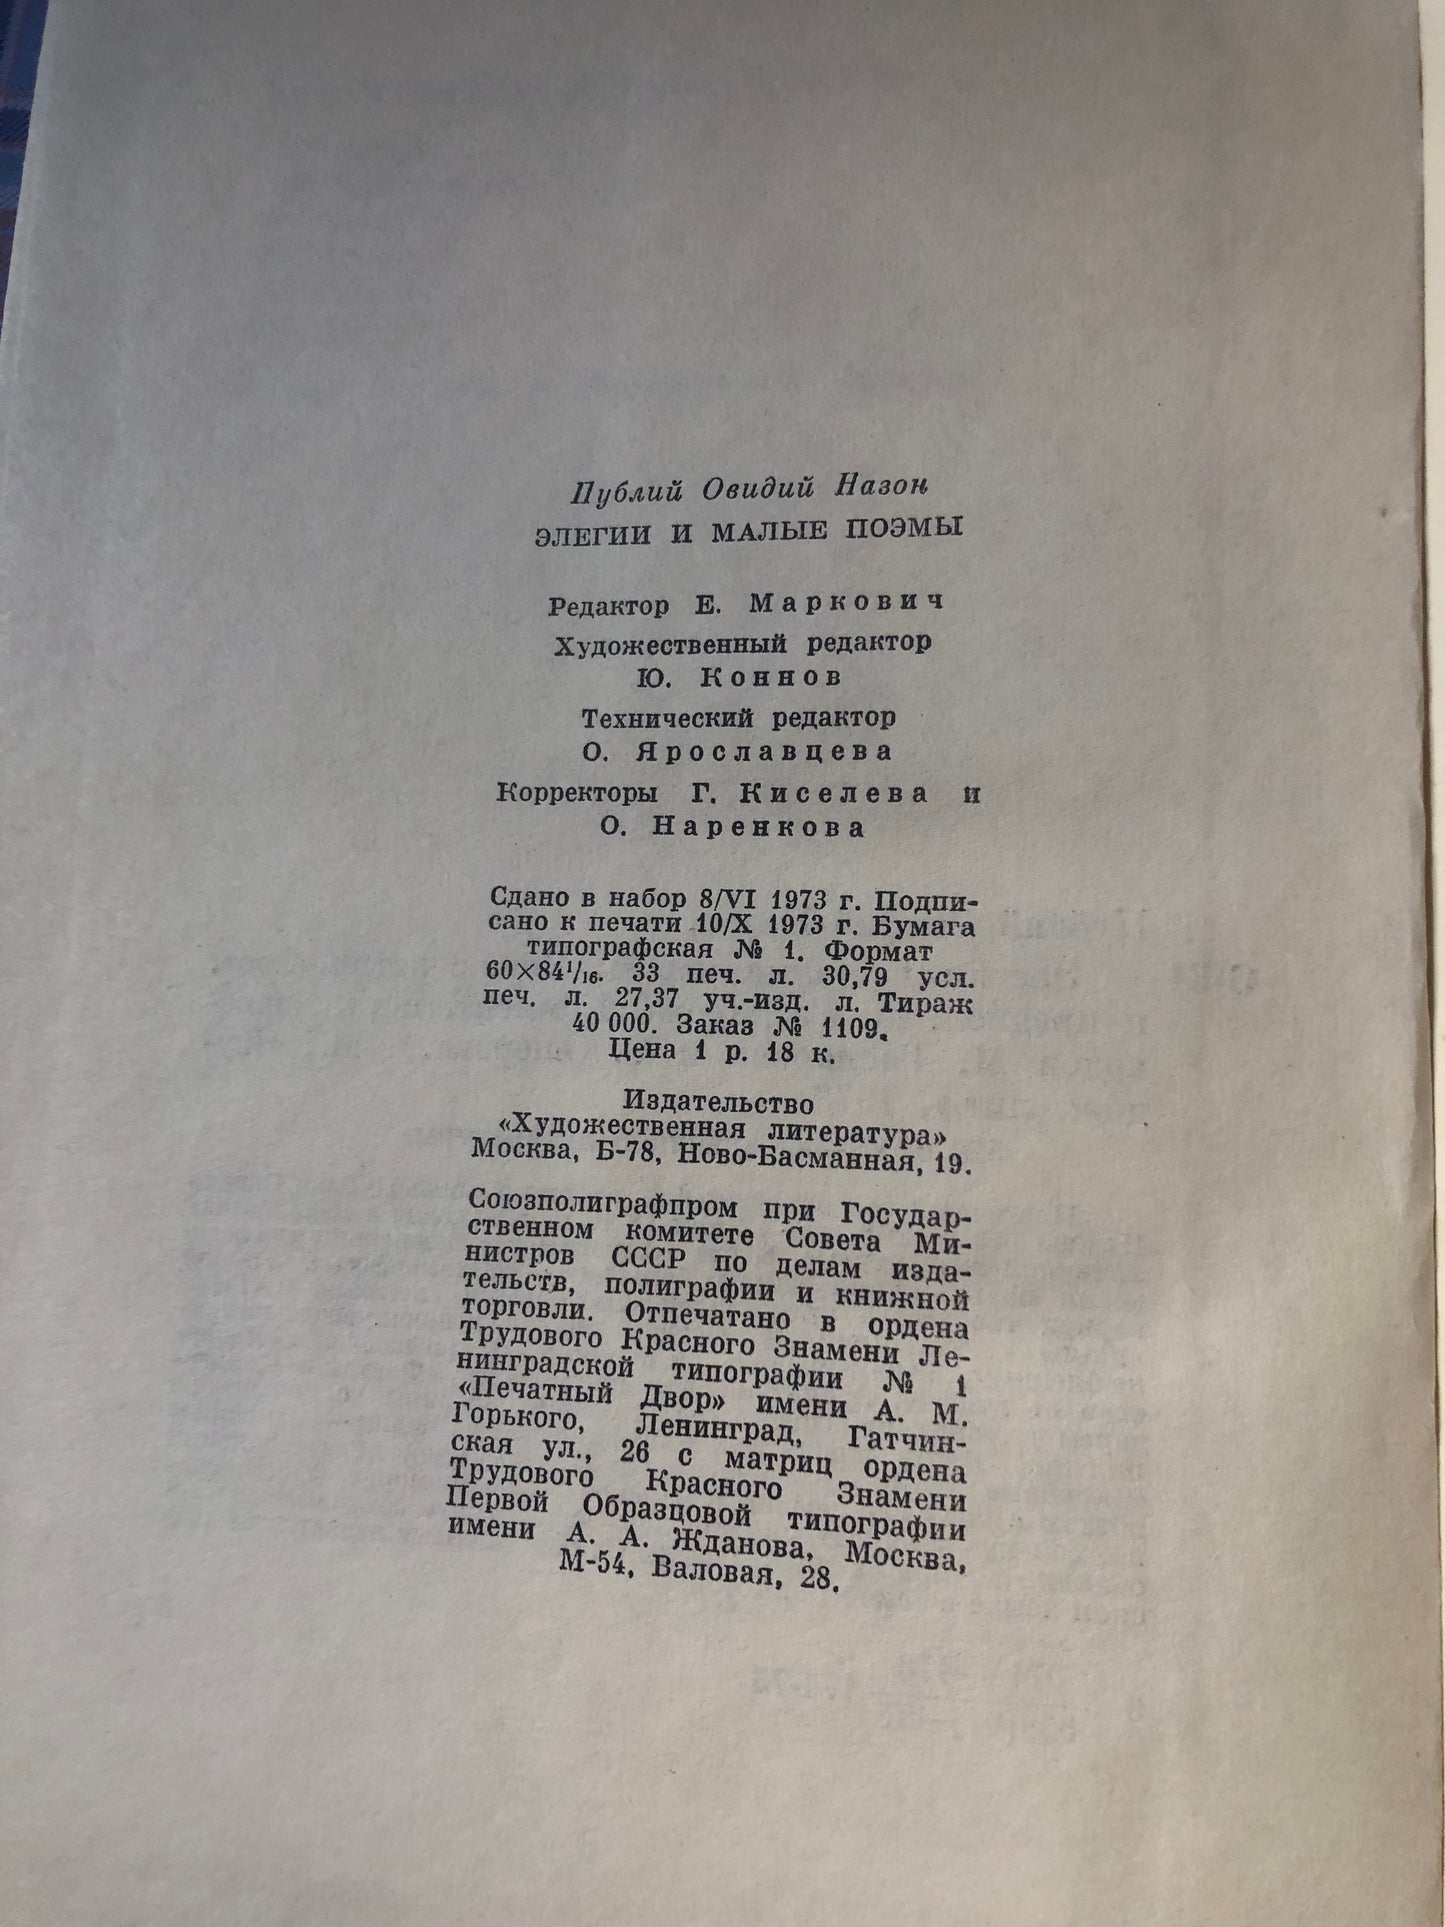 Публий Овидий Назон
ЭЛЕГИИ И МАЛЫЕ ПОЭМЫ
Редактор Е. Маркович
Художественный редактор
Ю. Коннов
Технический редактор
О. Ярославцева
Корректоры Г. Киселева и
О. Наренкова
Сдано в набор 8/VI 1973 г. Подпи-
сано к печати 10/X 1973 г. Бумага
типографская № 1. Формат
60×84¹/₁₆. 33 печ. л. 30,79 усл.
печ. л. 27,37 уч.-изд. л. Тираж
40 000. Заказ № 1109.
Цена 1 р. 18 к.
Издательство
«Художественная литература»
Москва, Б-78, Ново-Басманная, 19.
Союзполиграфпром при Государ-
ственном комитете Совета Ми-
нистров СССР по делам изда-
тельств, полиграфии и книжной
торговли. Отпечатано в ордена
Трудового Красного Знамени Ле-
нинградской типографии № 1
«Печатный Двор» имени А. М.
Горького, Ленинград, Гатчин-
ская ул., 26 с матриц ордена
Трудового Красного Знамени
Первой Образцовой типографии
имени А. А. Жданова, Москва,
М-54, Валовая, 28.